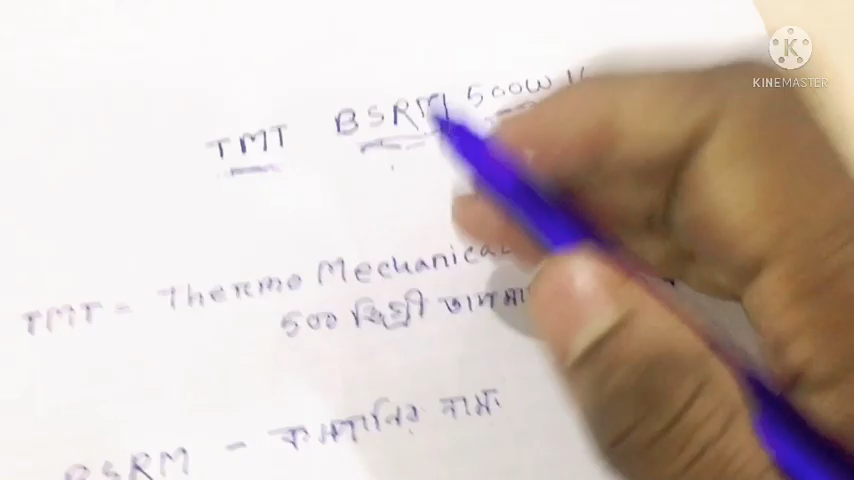 TMT BSRM 500W
TMT = Thermo Mechanical
500 ডিগ্রী
BSRM - কোম্পানির নাম
KINEMASTER